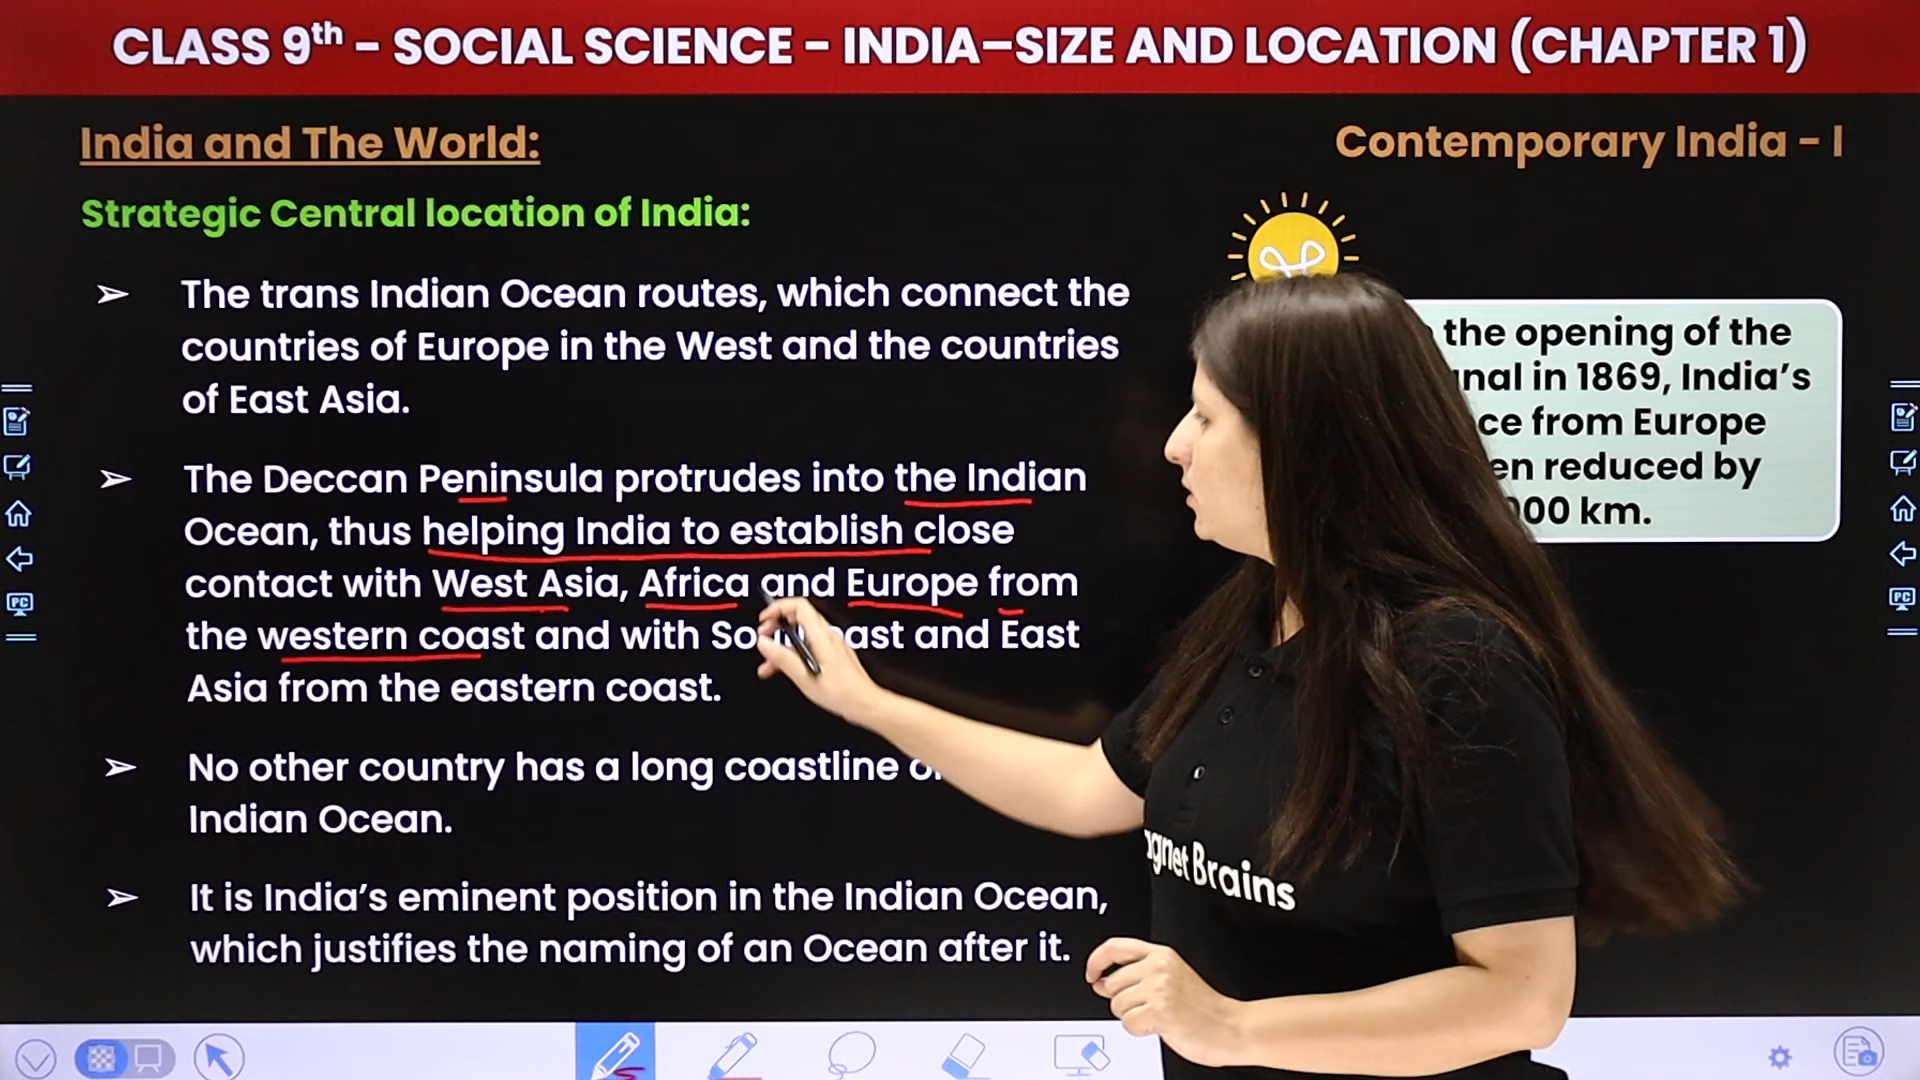 CLASS 9th - SOCIAL SCIENCE - INDIA–SIZE AND LOCATION (CHAPTER 1)
India and The World:
Contemporary India - I
Strategic Central location of India:
➢ The trans Indian Ocean routes, which connect the
countries of Europe in the West and the countries
of East Asia.
➢ The Deccan Peninsula protrudes into the Indian
Ocean, thus helping India to establish close
contact with West Asia, Africa and Europe from
the western coast and with and East
Asia from the eastern coast.
➢ No other country has a long coastline
Indian Ocean.
➢ It is India's eminent position in the Indian Ocean,
which justifies the naming of an Ocean after it.
the opening of the
in 1869, India's
from Europe
reduced by
km.
Brains
PC
PC